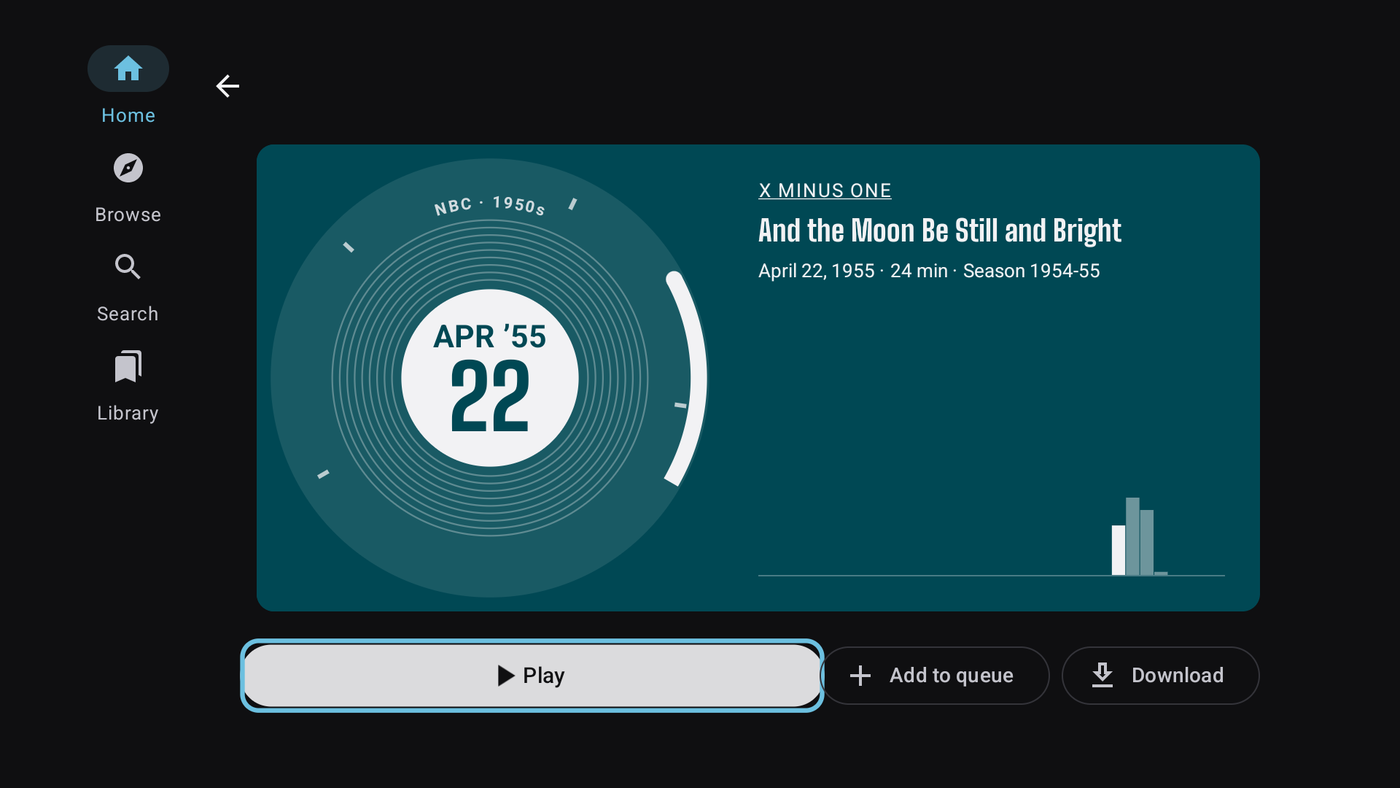 Home
Browse
Search
Library
NBC · 1950s
APR ’55
22
X MINUS ONE
And the Moon Be Still and Bright
April 22, 1955 · 24 min · Season 1954-55
Play
Add to queue
Download